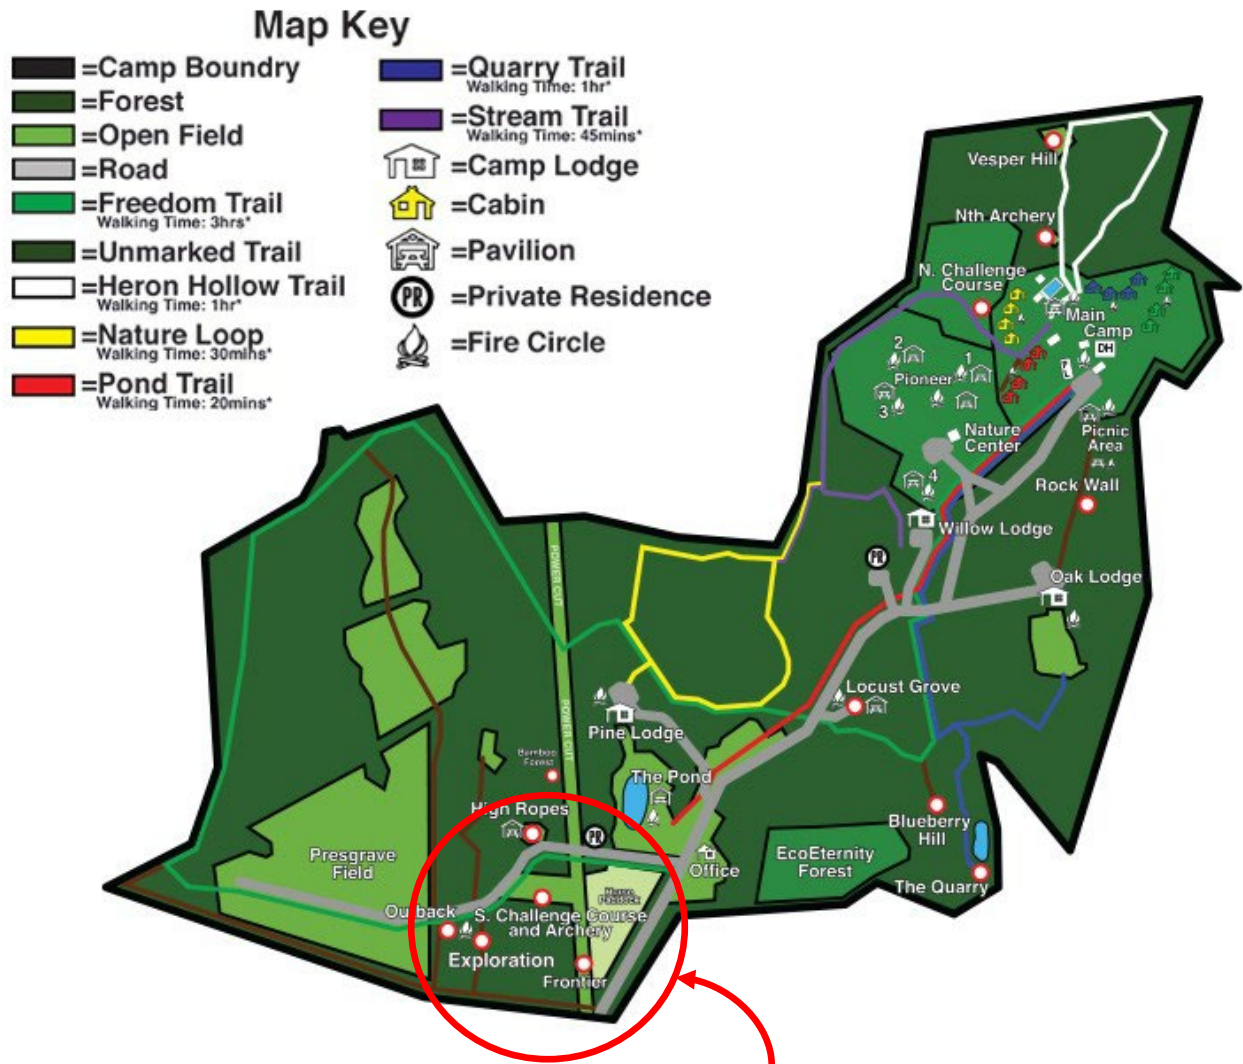 Map Key
=Camp Boundry
=Forest
=Open Field
=Road
=Freedom Trail
Walking Time: 3hrs*
=Unmarked Trail
=Heron Hollow Trail
Walking Time: 1hr*
=Nature Loop
Walking Time: 30mins*
=Pond Trail
Walking Time: 20mins*
=Quarry Trail
Walking Time: 1hr*
=Stream Trail
Walking Time: 45mins*
=Camp Lodge
=Cabin
=Pavilion
PR =Private Residence
=Fire Circle
Vesper Hill
Nth Archery
N. Challenge
Course
Main
Camp
DH
2
1
Pioneer
3
Nature
Center
Picnic
Area
4
Rock Wall
Willow Lodge
PR
Oak Lodge
POWER CUT
Locust Grove
POWER CUT
Pine Lodge
Bamboo
Forest
The Pond
High Ropes
PR
Blueberry
Hill
Presgrave
Field
Office
EcoEternity
Forest
The Quarry
Horse
Paddock
Outback
S. Challenge Course
and Archery
Exploration
Frontier